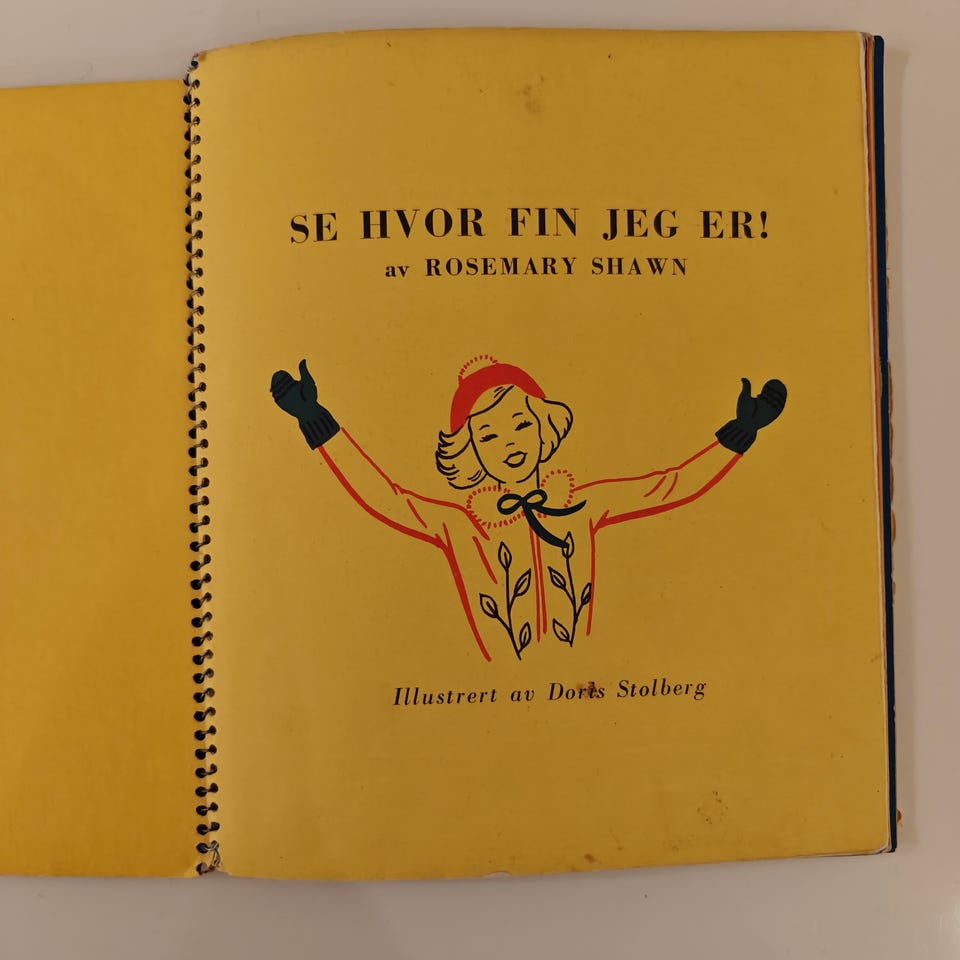 SE HVOR FIN JEG ER!
av ROSEMARY SHAWN
Illustrert av Doris Stolberg